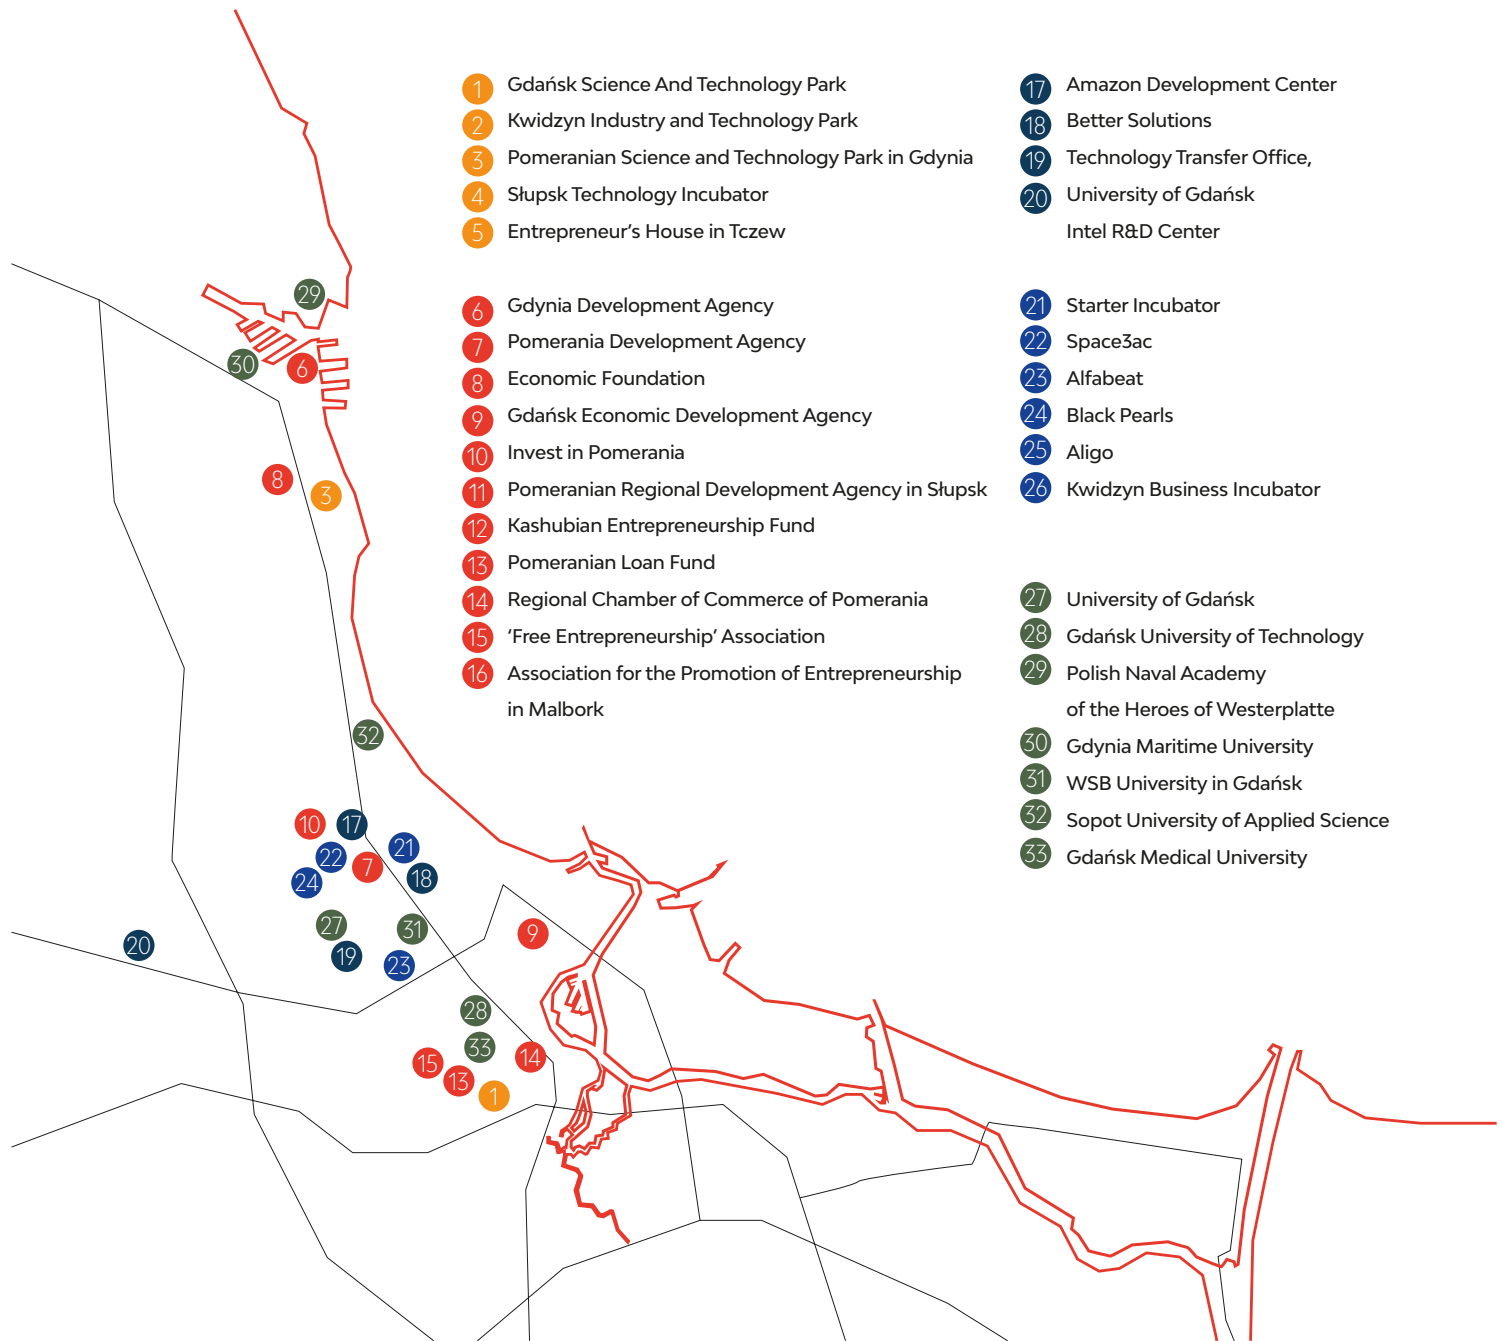 1 Gdańsk Science And Technology Park
2 Kwidzyn Industry and Technology Park
3 Pomeranian Science and Technology Park in Gdynia
4 Słupsk Technology Incubator
5 Entrepreneur's House in Tczew
6 Gdynia Development Agency
7 Pomerania Development Agency
8 Economic Foundation
9 Gdańsk Economic Development Agency
10 Invest in Pomerania
11 Pomeranian Regional Development Agency in Słupsk
12 Kashubian Entrepreneurship Fund
13 Pomeranian Loan Fund
14 Regional Chamber of Commerce of Pomerania
15 'Free Entrepreneurship' Association
16 Association for the Promotion of Entrepreneurship
in Malbork
17 Amazon Development Center
18 Better Solutions
19 Technology Transfer Office,
20 University of Gdańsk
Intel R&D Center
21 Starter Incubator
22 Space3ac
23 Alfabeat
24 Black Pearls
25 Aligo
26 Kwidzyn Business Incubator
27 University of Gdańsk
28 Gdańsk University of Technology
29 Polish Naval Academy
of the Heroes of Westerplatte
30 Gdynia Maritime University
31 WSB University in Gdańsk
32 Sopot University of Applied Science
33 Gdańsk Medical University
29
30
6
8
3
32
10
17
22
21
7
24
18
27
31
9
20
19
23
28
33
15
14
13
1